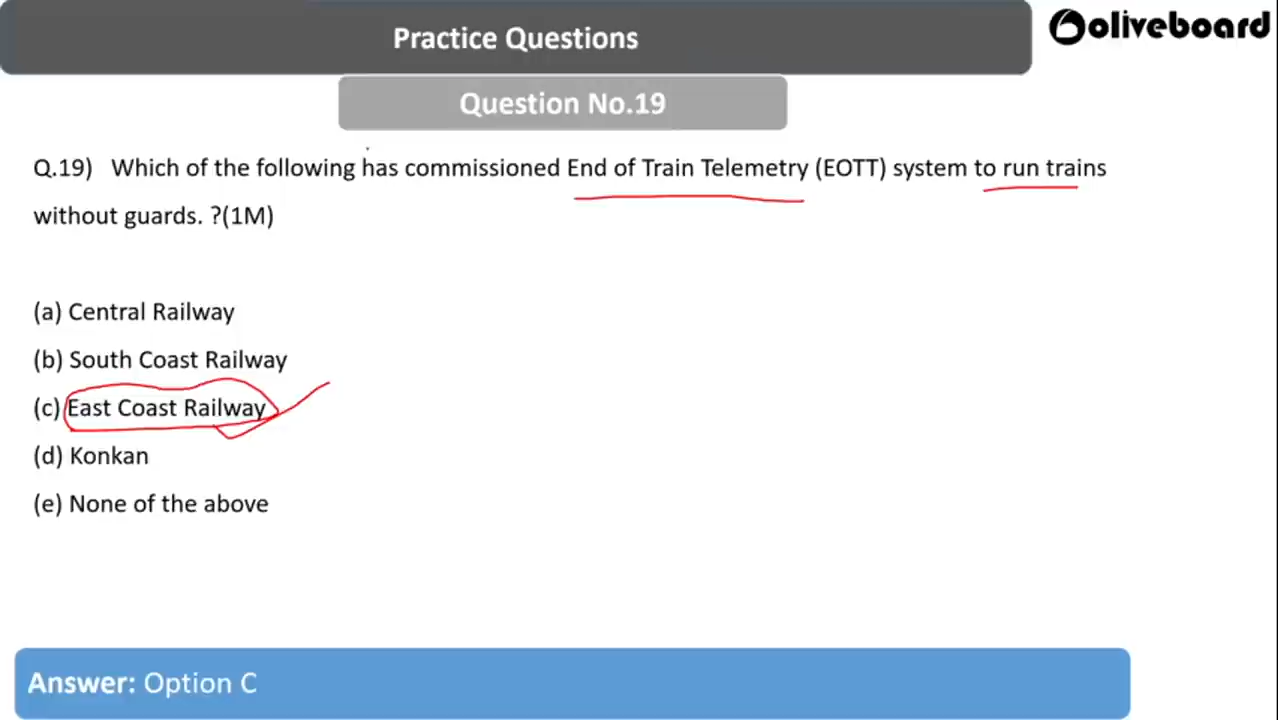 Practice Questions
oliveboard
Question No.19
Q.19) Which of the following has commissioned End of Train Telemetry (EOTT) system to run trains
without guards. ?(1M)
(a) Central Railway
(b) South Coast Railway
(c) East Coast Railway
(d) Konkan
(e) None of the above
Answer: Option C